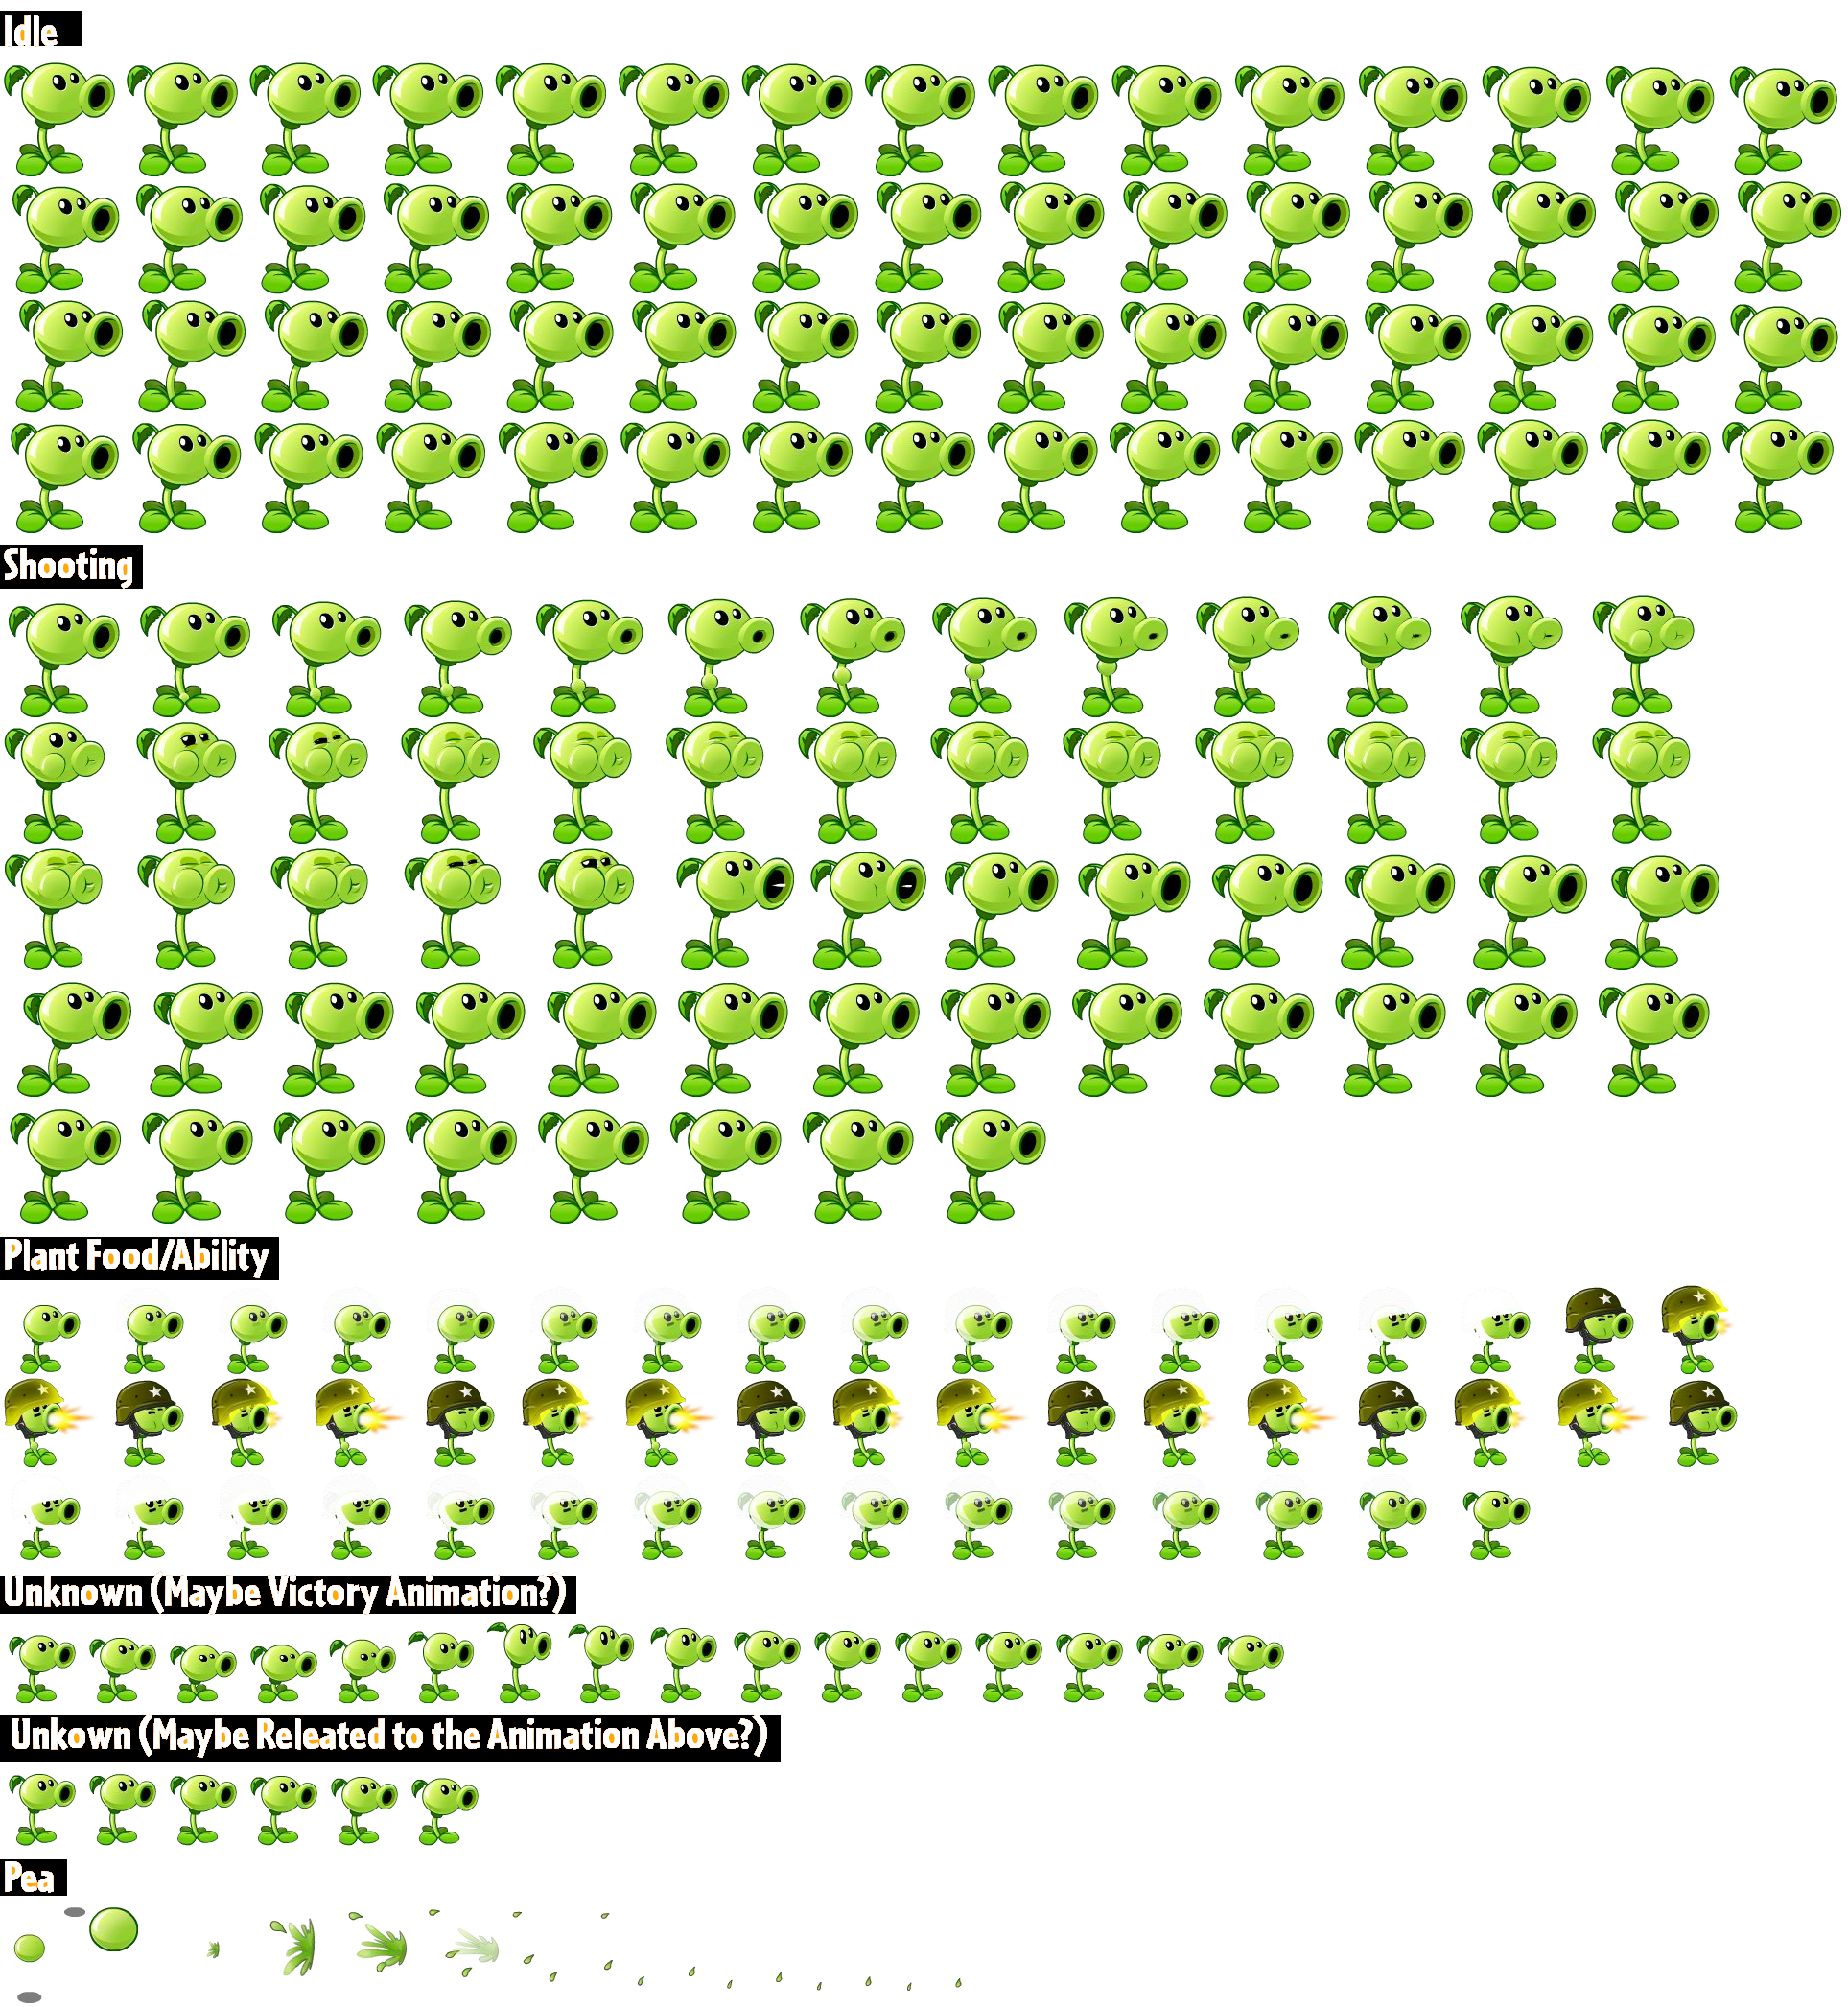 Idle
Shooting
Plant Food/Ability
Unknown (Maybe Victory Animation?)
Unkown (Maybe Releated to the Animation Above?)
Pea